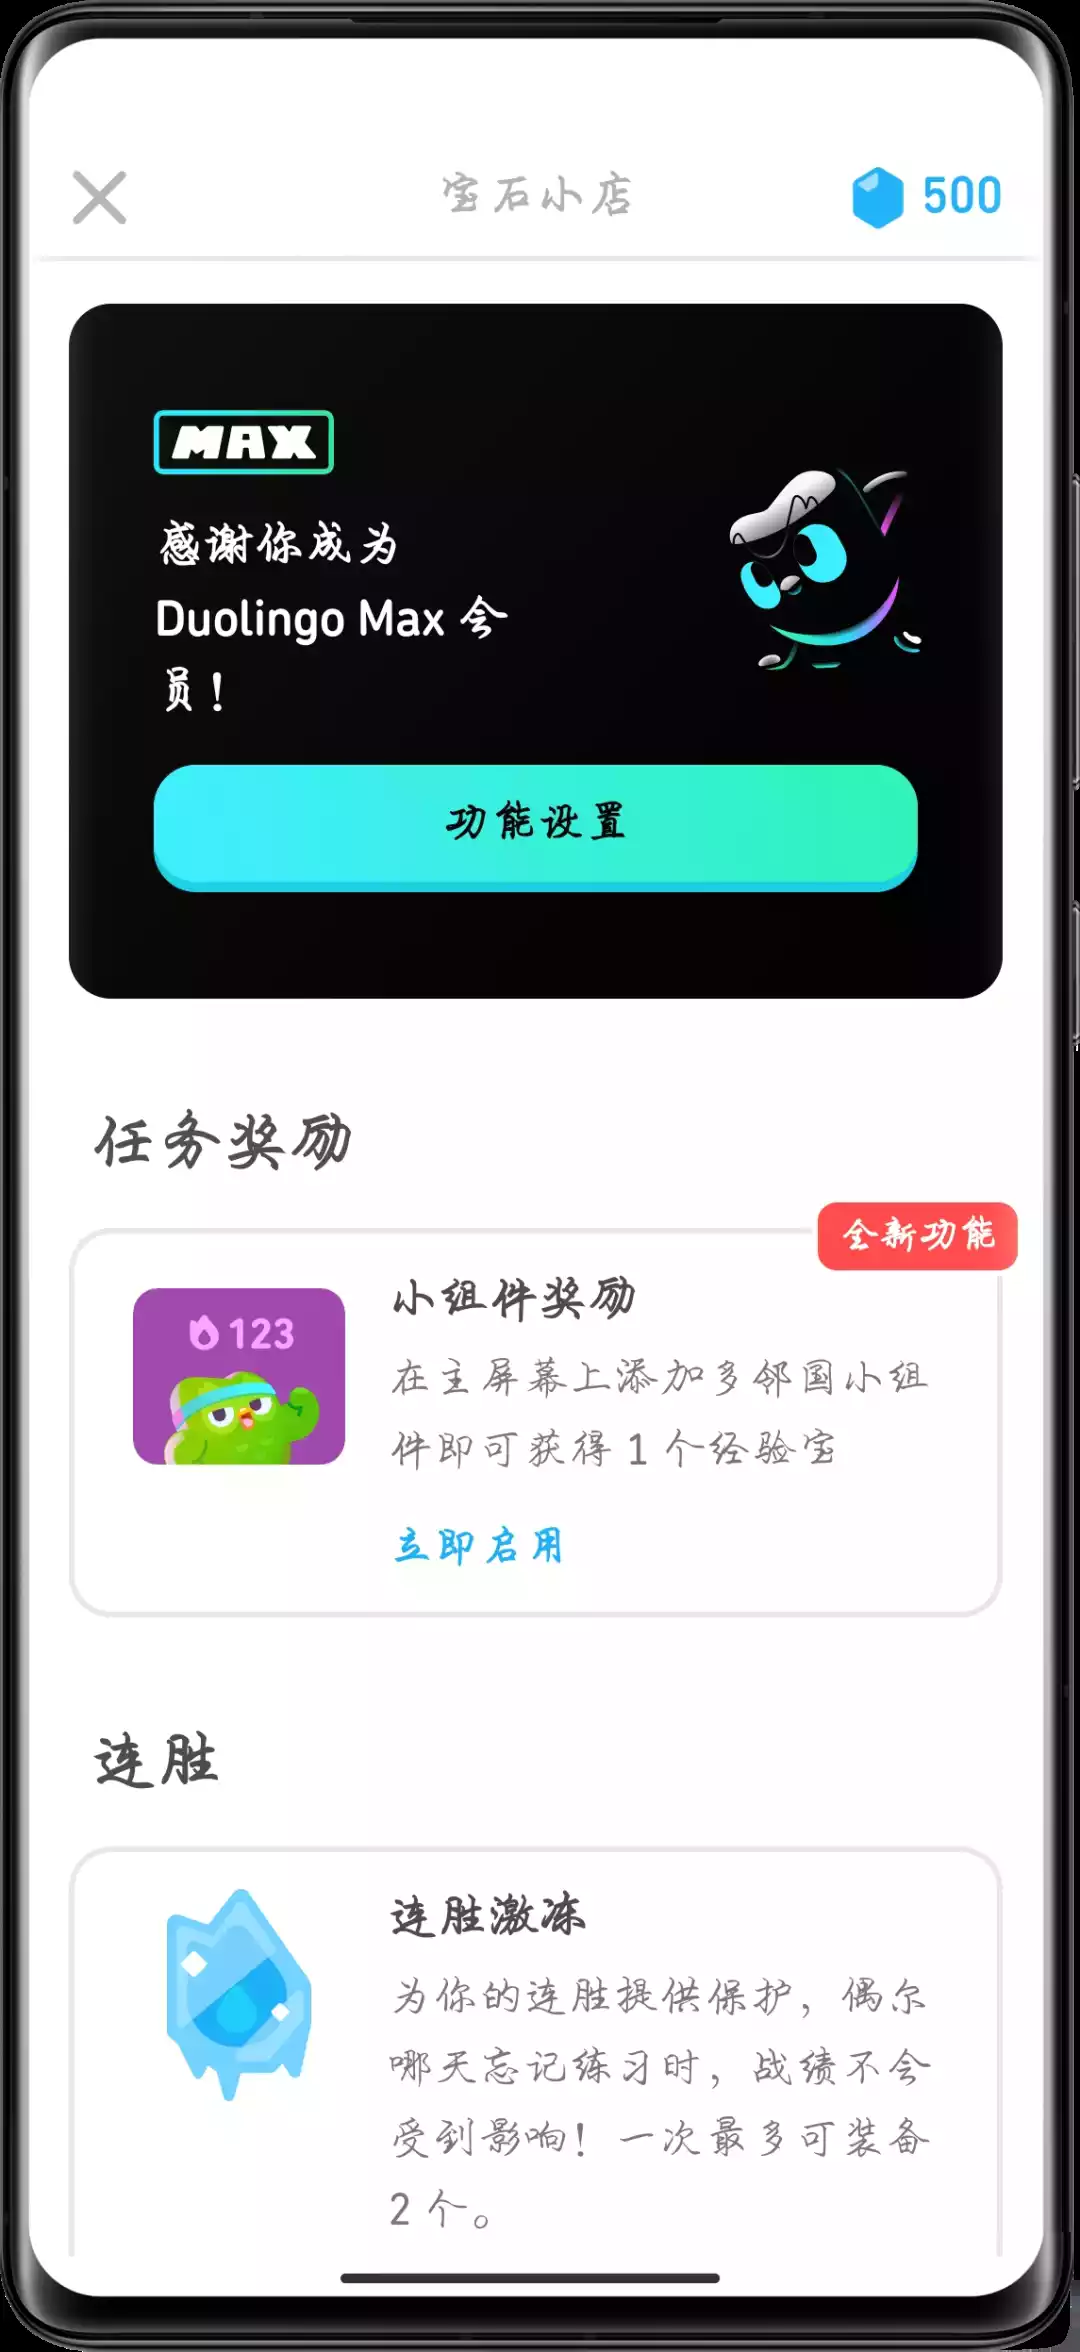 宝石小店
500
MAX
感谢你成为
Duolingo Max 会
员！
功能设置
任务奖励
全新功能
123
小组件奖励
在主屏幕上添加多邻国小组
件即可获得 1 个经验宝
立即启用
连胜
连胜激冻
为你的连胜提供保护，偶尔
哪天忘记练习时，战绩不会
受到影响！一次最多可装备
2 个。